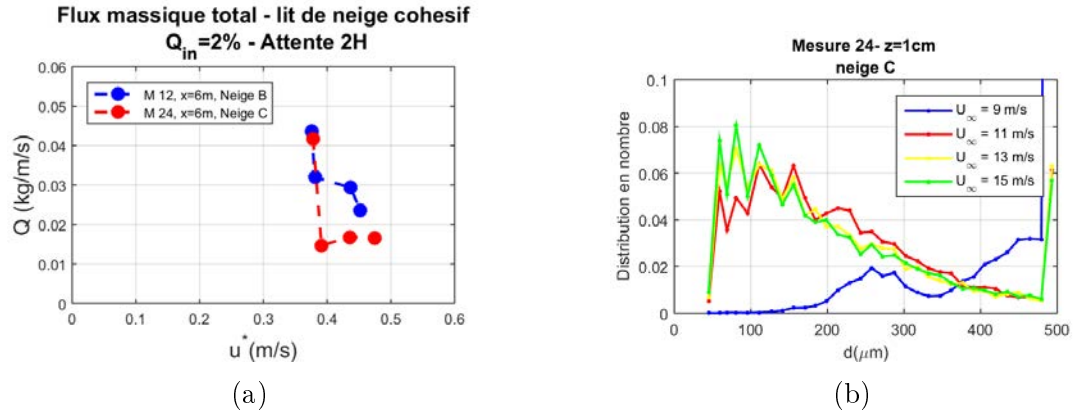 Flux massique total - lit de neige cohesif
Q_in=2% - Attente 2H
0.06
0.05
0.04
0.03
0.02
0.01
0
Q (kg/m/s)
M 12, x=6m, Neige B
M 24, x=6m, Neige C
0 0.1 0.2 0.3 0.4 0.5 0.6
u*(m/s)
(a)
Mesure 24- z=1cm
neige C
0.1
0.08
0.06
0.04
0.02
0
Distribution en nombre
U∞ = 9 m/s
U∞ = 11 m/s
U∞ = 13 m/s
U∞ = 15 m/s
0 100 200 300 400 500
d(μm)
(b)